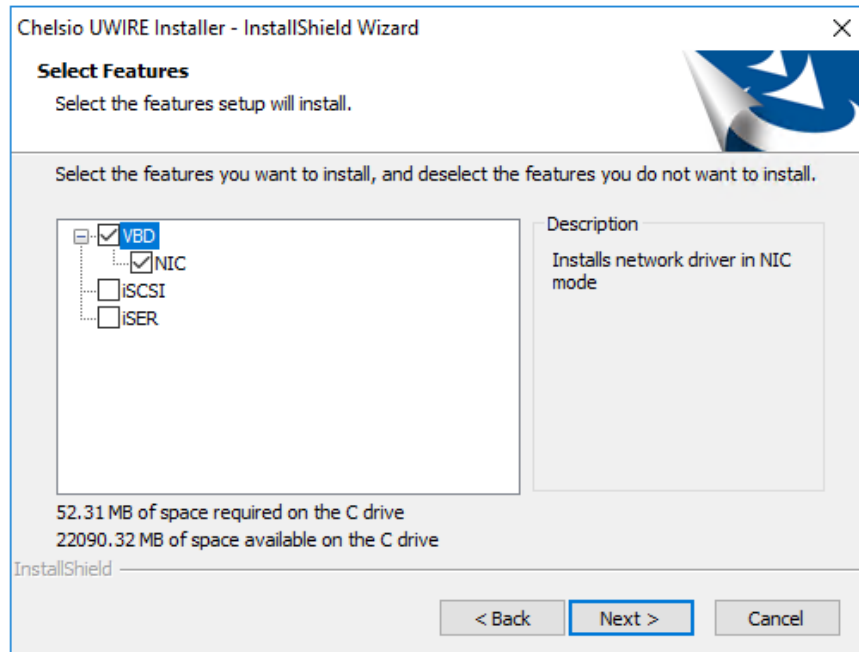 Chelsio UWIRE Installer - InstallShield Wizard
Select Features
Select the features setup will install.
Select the features you want to install, and deselect the features you do not want to install.
VBD
NIC
iSCSI
iSER
Description
Installs network driver in NIC
mode
52.31 MB of space required on the C drive
22090.32 MB of space available on the C drive
InstallShield
< Back
Next >
Cancel